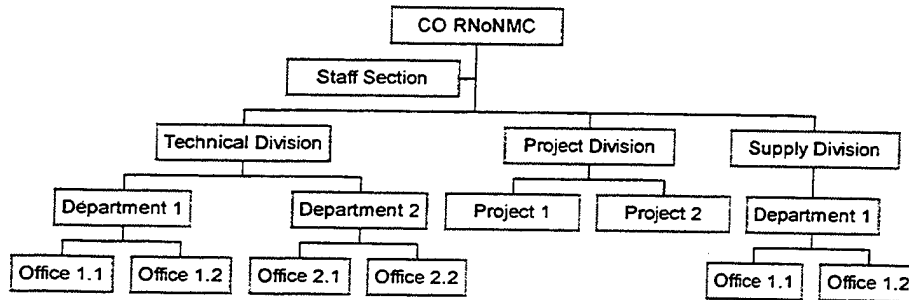 CO RNoNMC
Staff Section
Technical Division
Project Division
Supply Division
Department 1
Department 2
Project 1
Project 2
Department 1
Office 1.1
Office 1.2
Office 2.1
Office 2.2
Office 1.1
Office 1.2